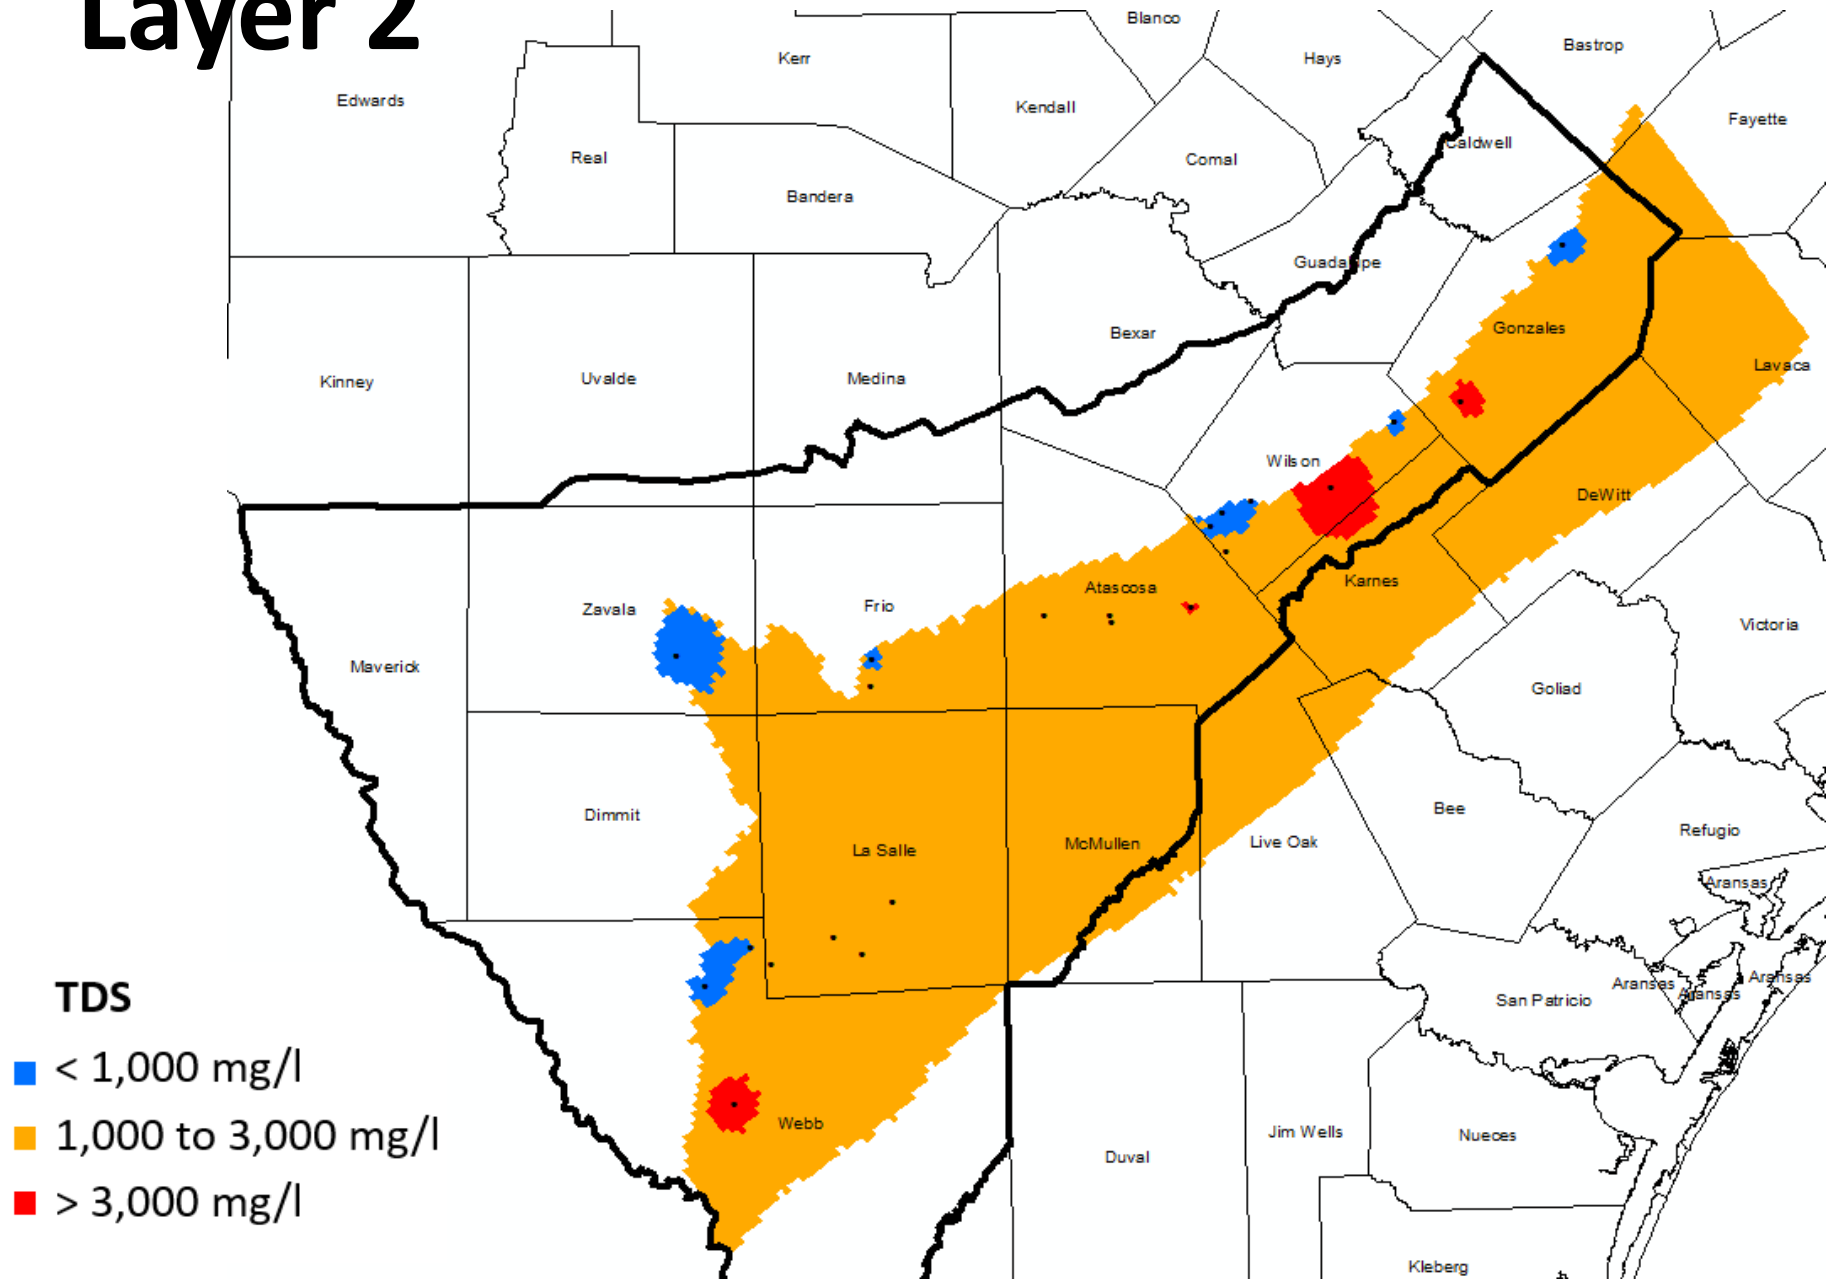 Layer 2
Blanco
Kerr
Hays
Bastrop
Edwards
Kendall
Fayette
Caldwell
Real
Comal
Bandera
Guadalupe
Gonzales
Bexar
Lavaca
Kinney
Uvalde
Medina
Wilson
DeWitt
Karnes
Atascosa
Zavala
Frio
Victoria
Maverick
Goliad
Dimmit
Bee
Refugio
La Salle
McMullen
Live Oak
Aransas
Aransas
Aransas
Aransas
San Patricio
TDS
< 1,000 mg/l
1,000 to 3,000 mg/l
> 3,000 mg/l
Webb
Jim Wells
Nueces
Duval
Kleberg